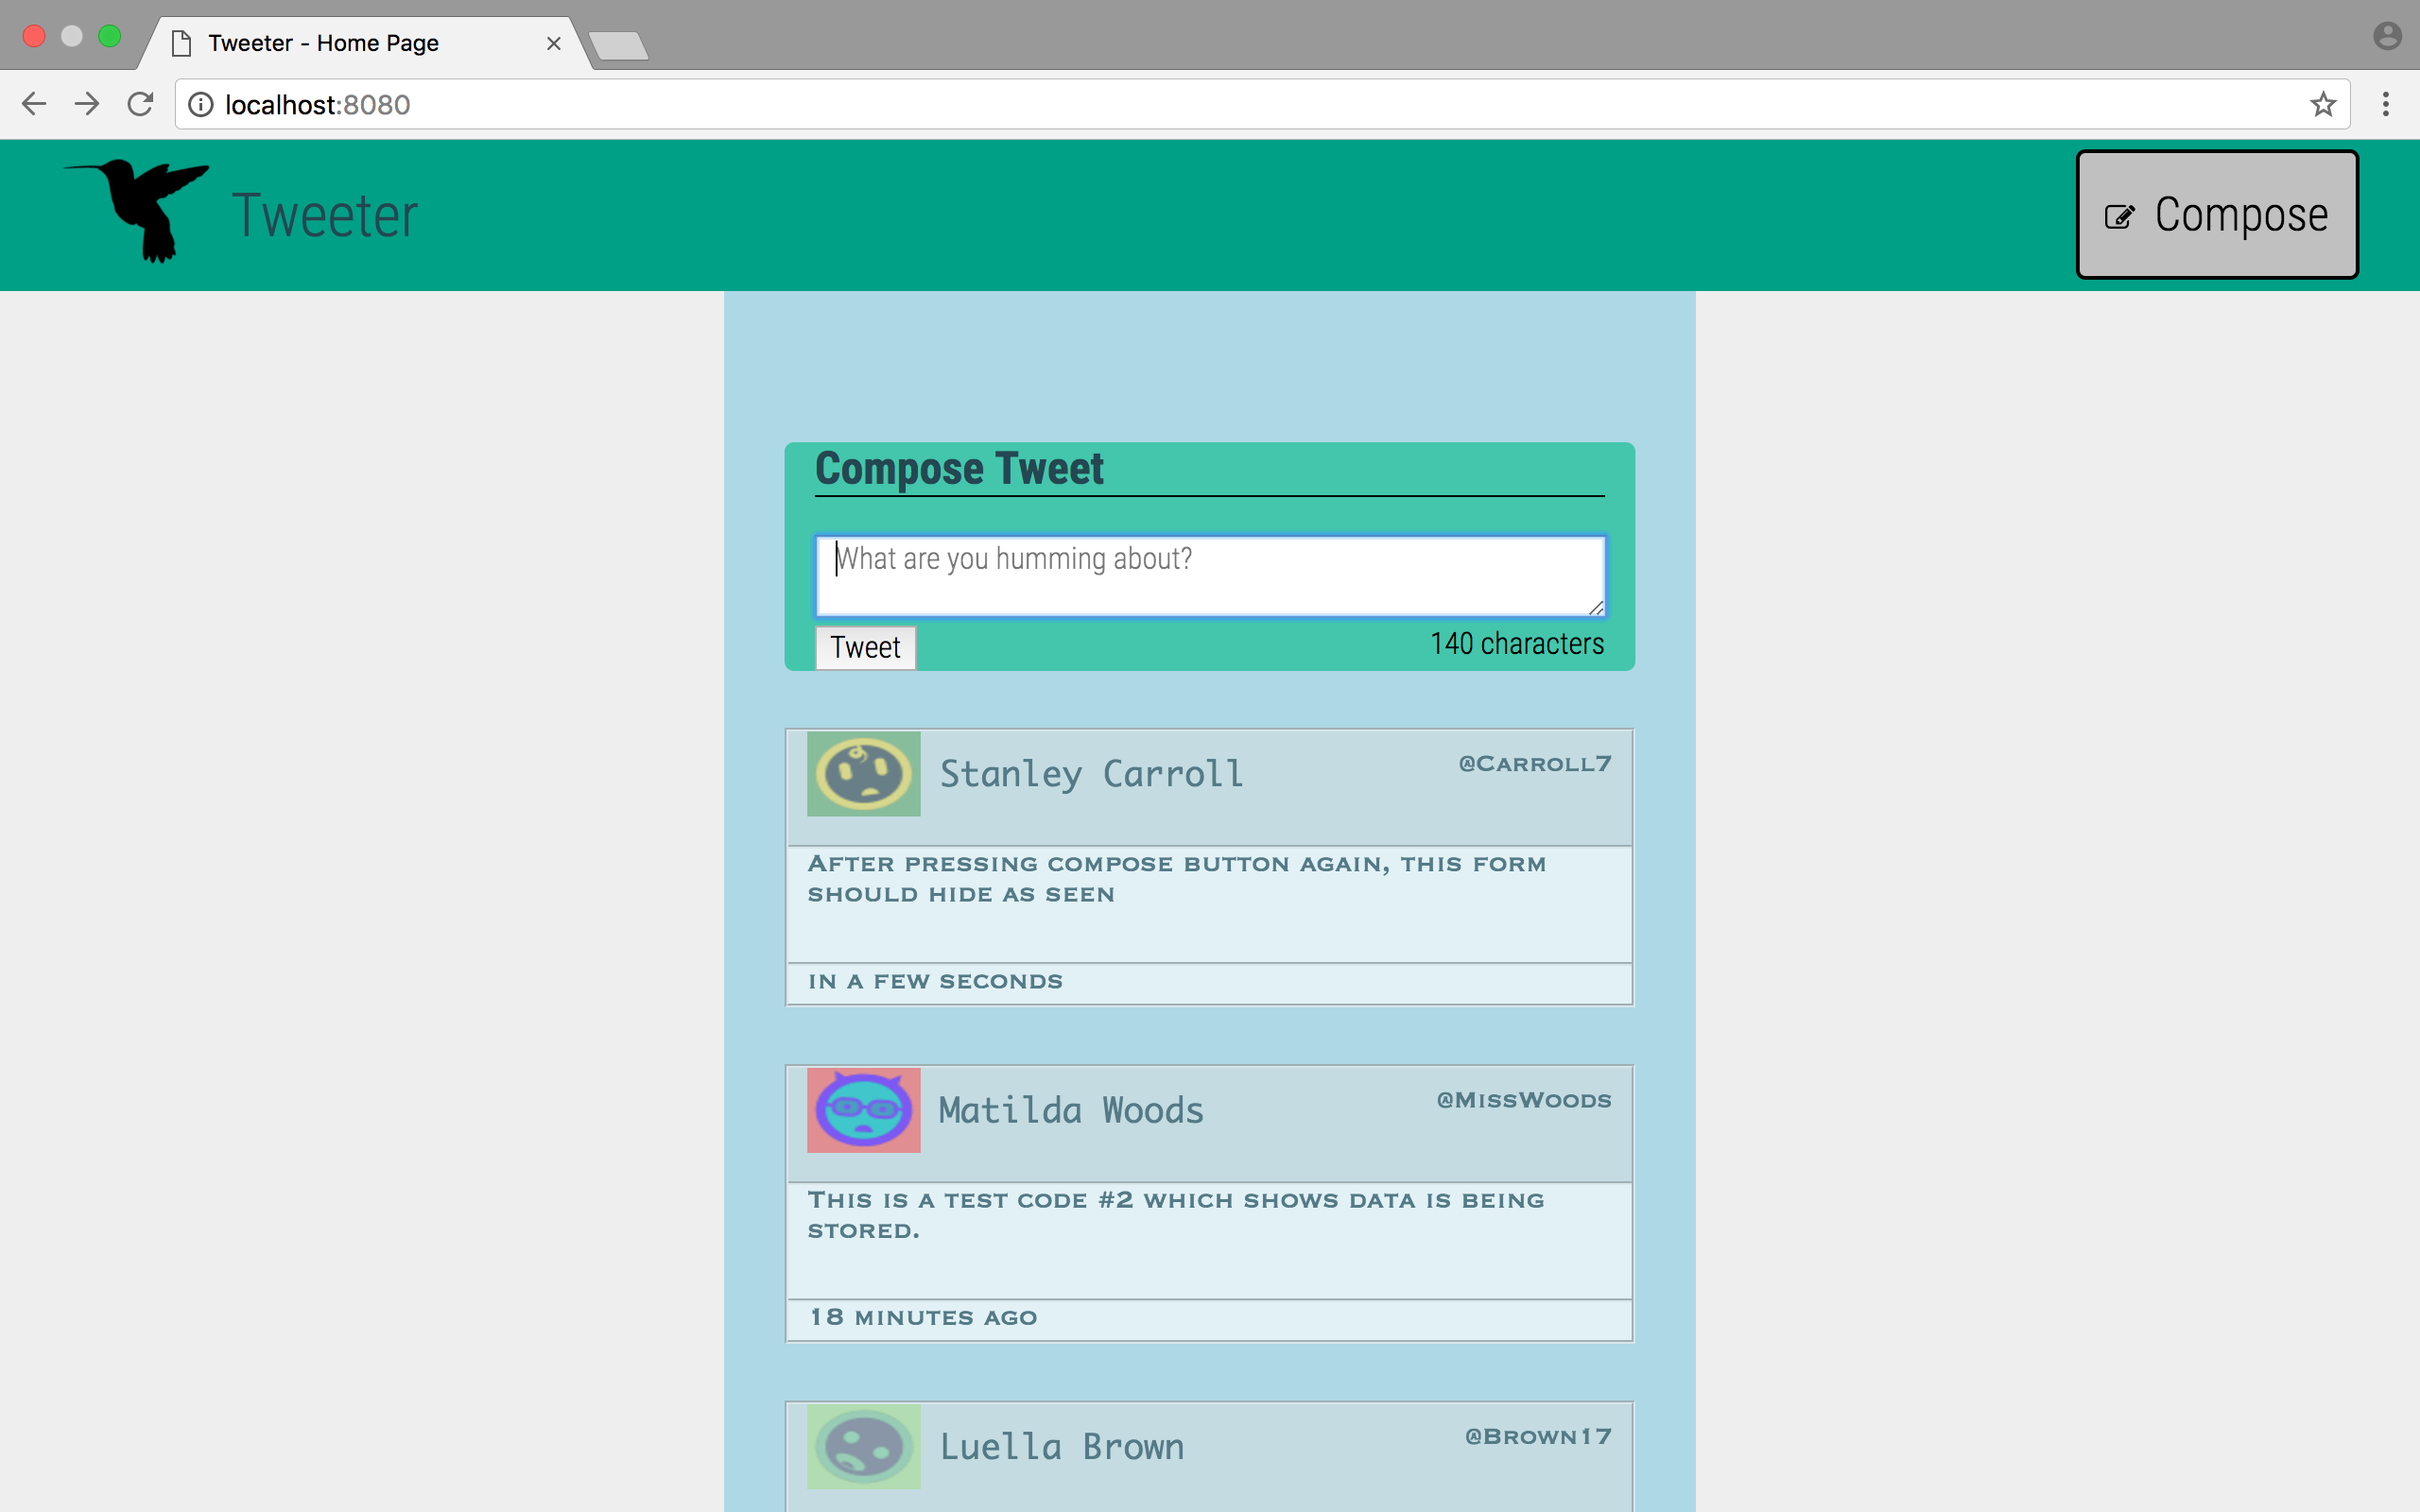 Tweeter - Home Page
localhost:8080
Tweeter
Compose
Compose Tweet
What are you humming about?
Tweet
140 characters
Stanley Carroll
@Carroll7
After pressing compose button again, this form
should hide as seen
in a few seconds
Matilda Woods
@MissWoods
This is a test code #2 which shows data is being
stored.
18 minutes ago
Luella Brown
@Brown17